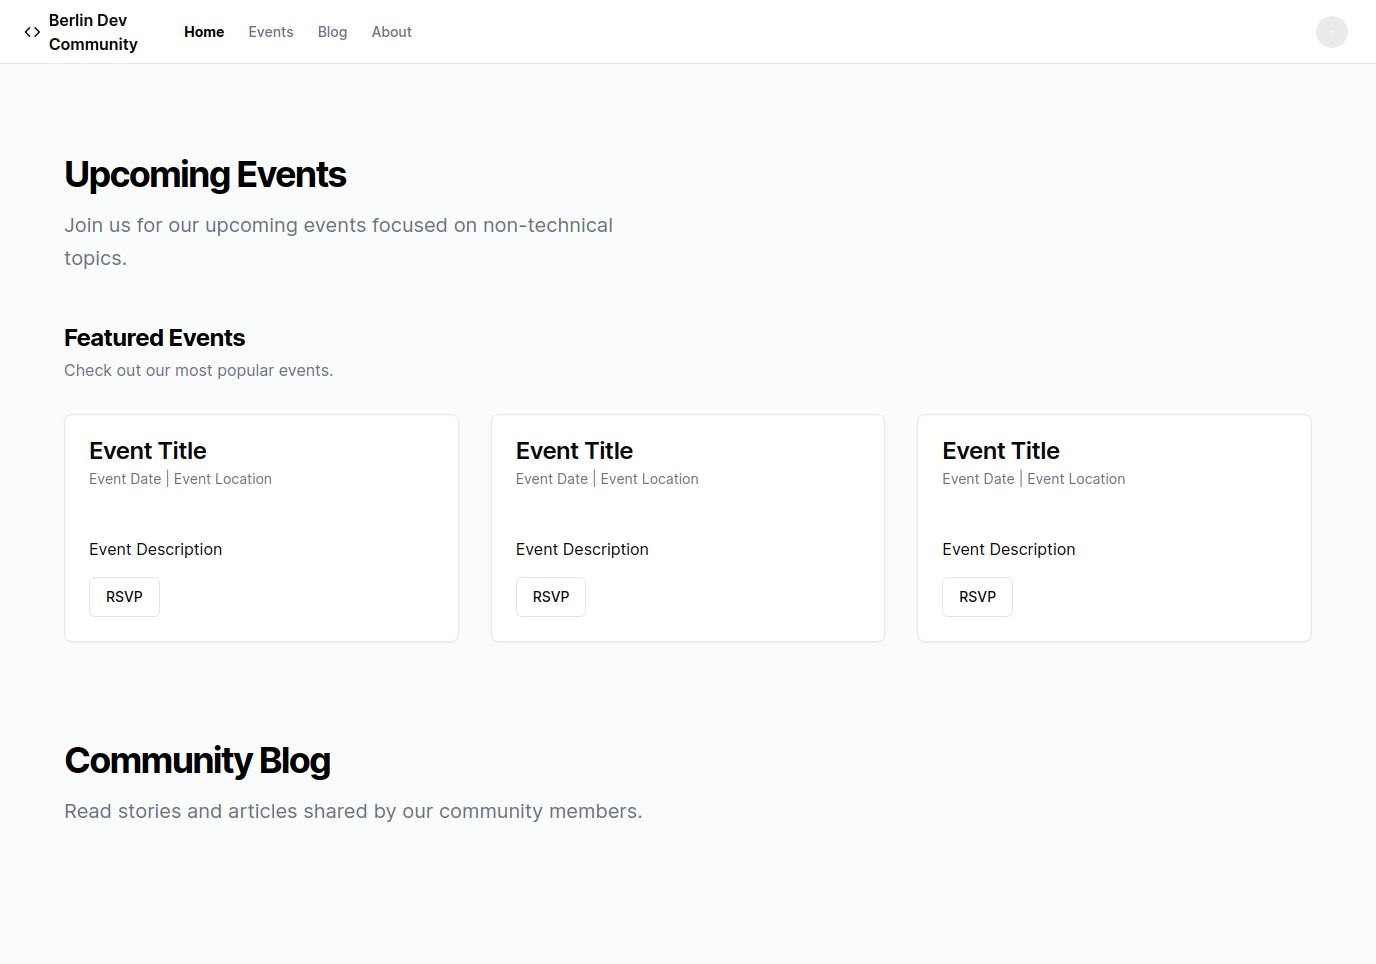 Berlin Dev
Community
Home Events Blog About
Upcoming Events
Join us for our upcoming events focused on non-technical
topics.
Featured Events
Check out our most popular events.
Event Title
Event Date | Event Location
Event Description
RSVP
Event Title
Event Date | Event Location
Event Description
RSVP
Event Title
Event Date | Event Location
Event Description
RSVP
Community Blog
Read stories and articles shared by our community members.